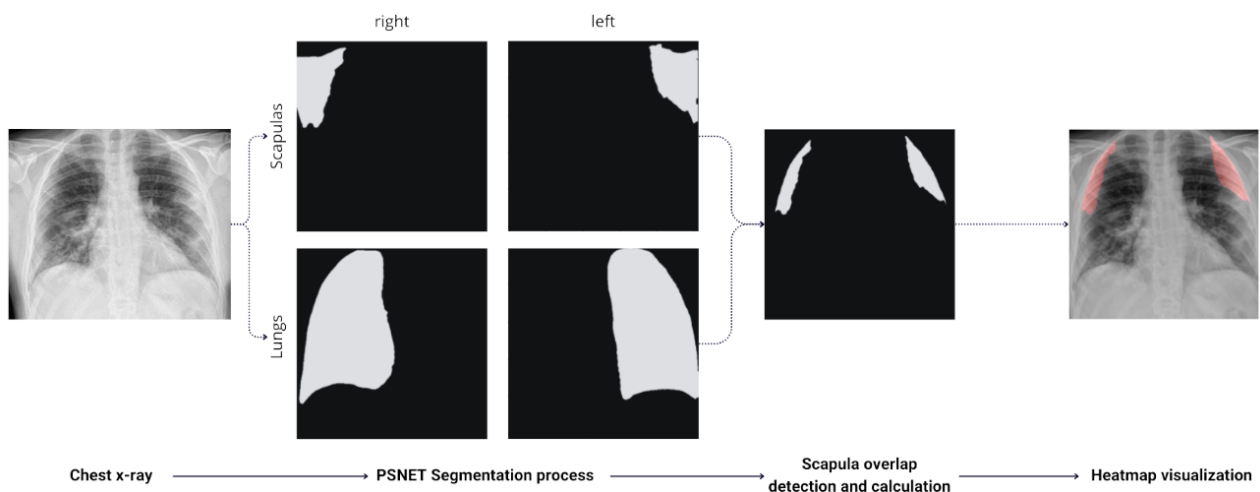 right
left
Scapulas
Lungs
Chest x-ray
PSNET Segmentation process
Scapula overlap
detection and calculation
Heatmap visualization